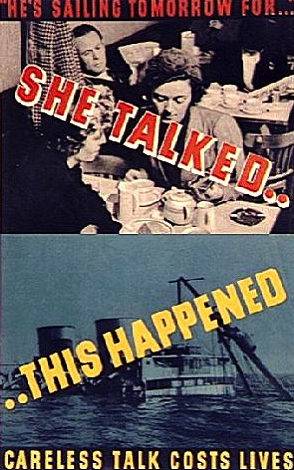 "HE'S SAILING TOMORROW FOR..."
SHE TALKED..
..THIS HAPPENED
CARELESS TALK COSTS LIVES